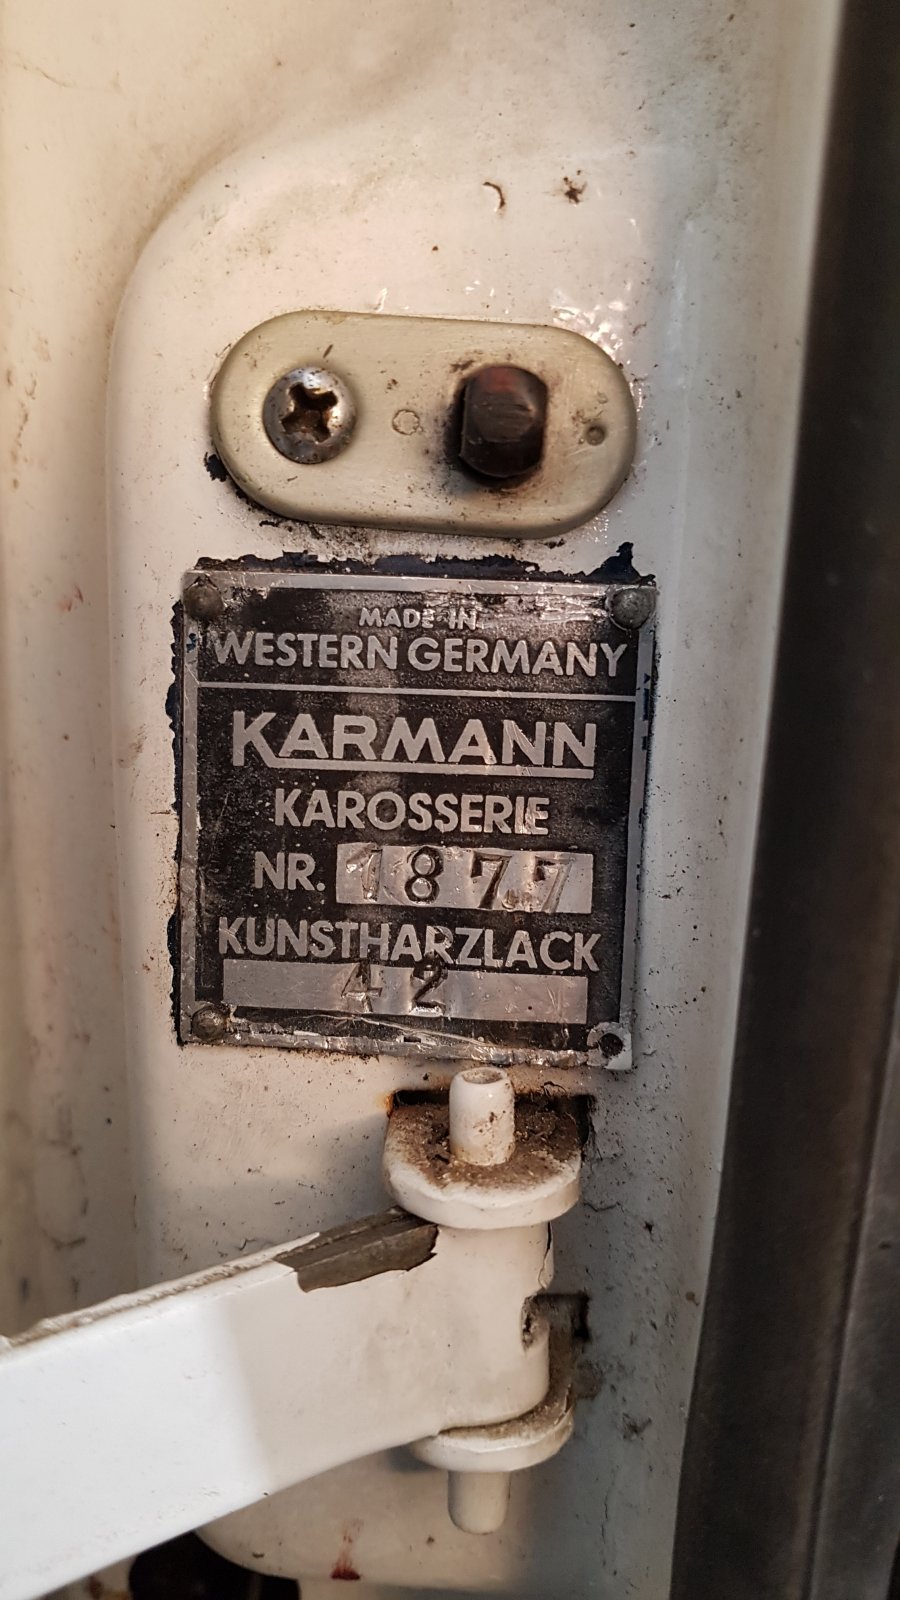 MADE IN
WESTERN GERMANY
KARMANN
KAROSSERIE
NR. 1877
KUNSTHARZLACK
42